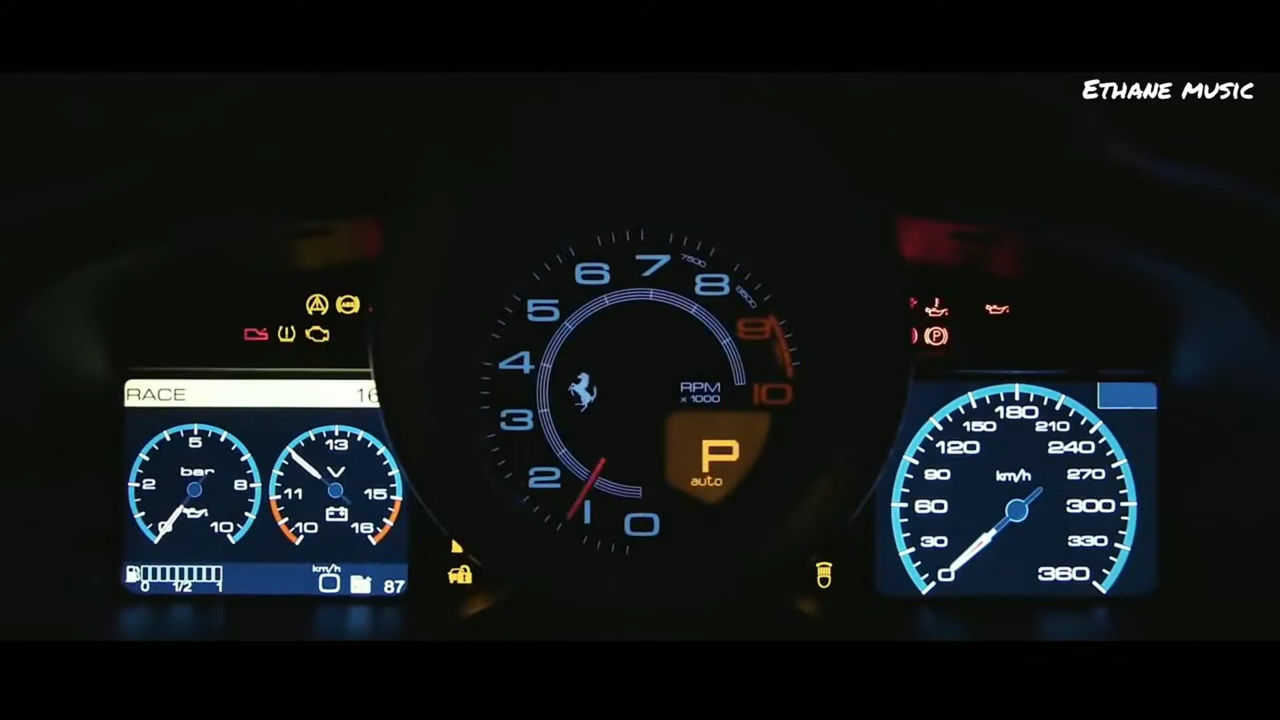 ETHANE MUSIC
7
7500
6
8
8500
5
9
4
10
3
RPM
x 1000
2
P
auto
1
0
ABS
P
RACE 16
5
bar
2
8
0
10
13
V
11
15
10
16
0 1/2 1
km/h
0
87
180
150
210
120
240
90
km/h
270
60
300
30
330
0
360